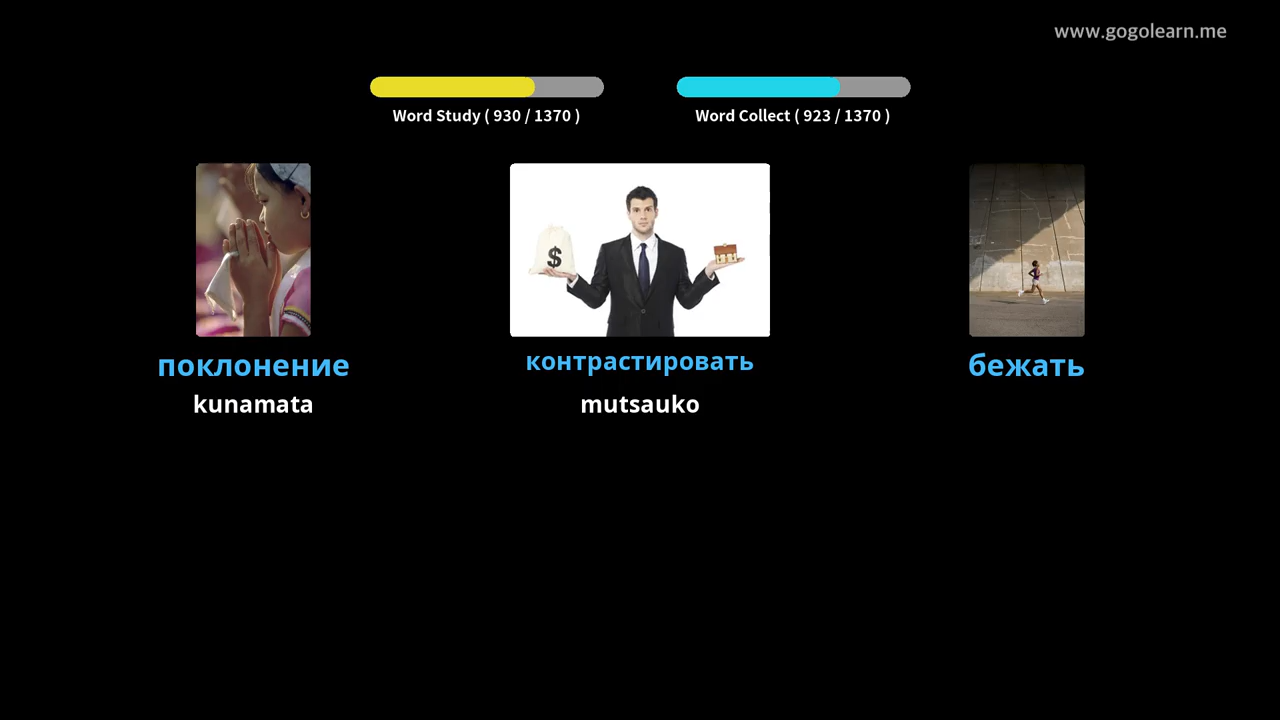 www.gogolearn.me
Word Study ( 930 / 1370 )
Word Collect ( 923 / 1370 )
$
поклонение
контрастировать
бежать
kunamata
mutsauko